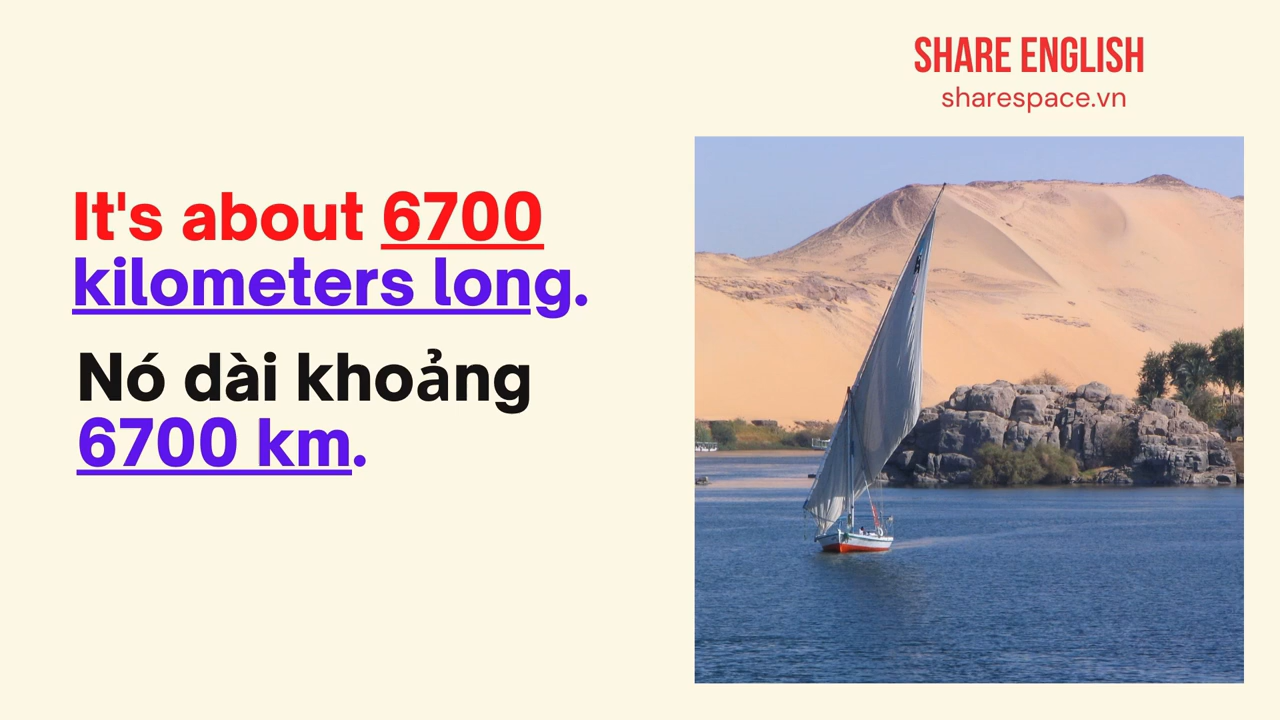 SHARE ENGLISH
sharespace.vn
It's about 6700
kilometers long.
Nó dài khoảng
6700 km.